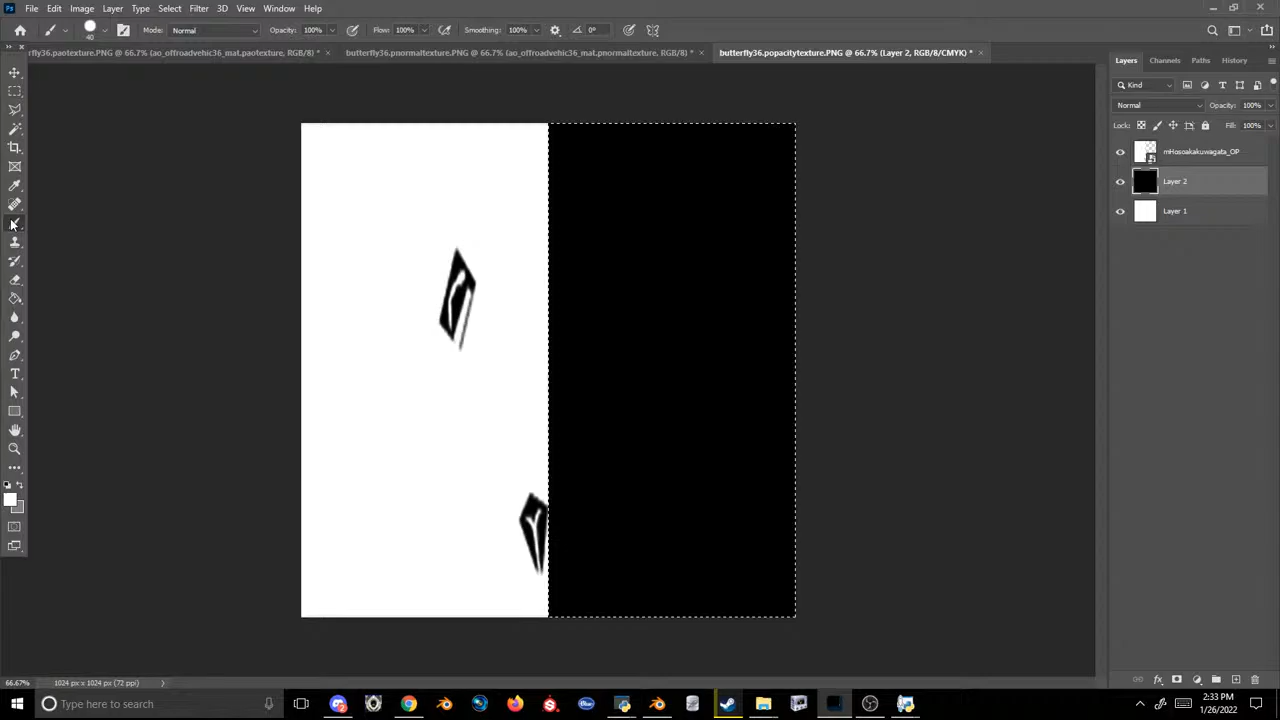 Ps File Edit Image Layer Type Select Filter 3D View Window Help
40 Mode: Normal Opacity: 100% Flow: 100% Smoothing: 100% 0°
fly36.paotexture.PNG @ 66.7% (ao_offroadvehic36_mat.paotexture, RGB/8) * × butterfly36.pnormaltexture.PNG @ 66.7% (ao_offroadvehic36_mat.pnormaltexture, RGB/8) * × butterfly36.popacitytexture.PNG @ 66.7% (Layer 2, RGB/8/CMYK) * ×
Layers Channels Paths History
Kind
Normal Opacity: 100%
Lock: Fill: 100%
mHosoakakuwagata_OP
Layer 2
Layer 1
66.67% 1024 px x 1024 px (72 ppi)
Type here to search
2:33 PM
1/26/2022